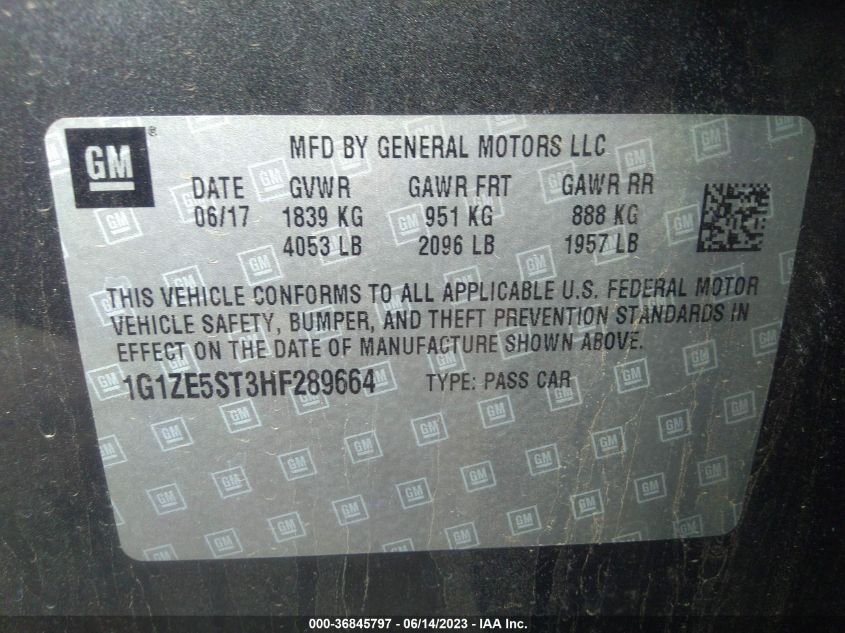 GM ®
MFD BY GENERAL MOTORS LLC
DATE GVWR GAWR FRT GAWR RR
06/17 1839 KG 951 KG 888 KG
4053 LB 2096 LB 1957 LB
THIS VEHICLE CONFORMS TO ALL APPLICABLE U.S. FEDERAL MOTOR
VEHICLE SAFETY, BUMPER, AND THEFT PREVENTION STANDARDS IN
EFFECT ON THE DATE OF MANUFACTURE SHOWN ABOVE.
1G1ZE5ST3HF289664 TYPE: PASS CAR
000-36845797 - 06/14/2023 - IAA Inc.